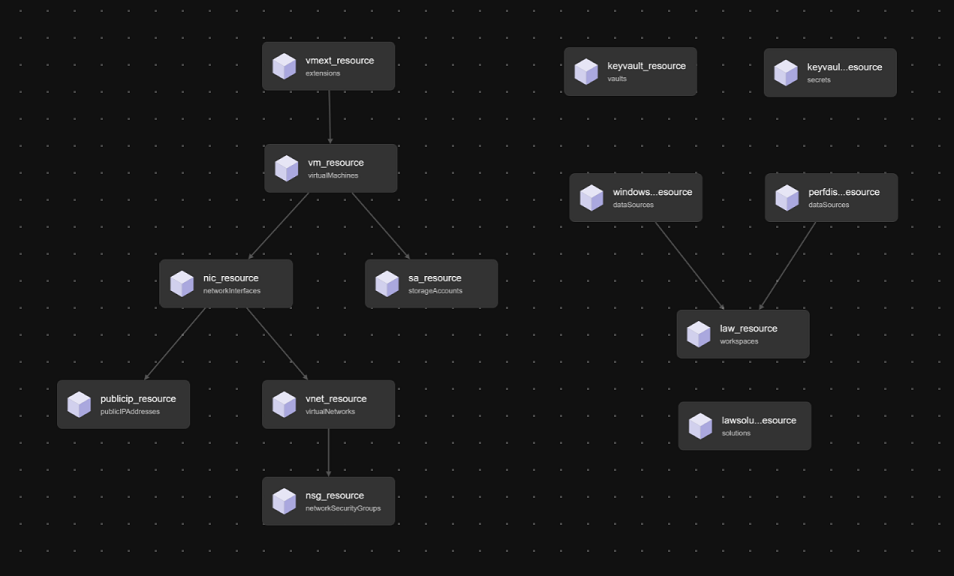 vmext_resource
extensions
keyvault_resource
vaults
keyvaul...esource
secrets
vm_resource
virtualMachines
windows...esource
dataSources
perfdis...esource
dataSources
nic_resource
networkInterfaces
sa_resource
storageAccounts
law_resource
workspaces
publicip_resource
publicIPAddresses
vnet_resource
virtualNetworks
lawsolu...esource
solutions
nsg_resource
networkSecurityGroups